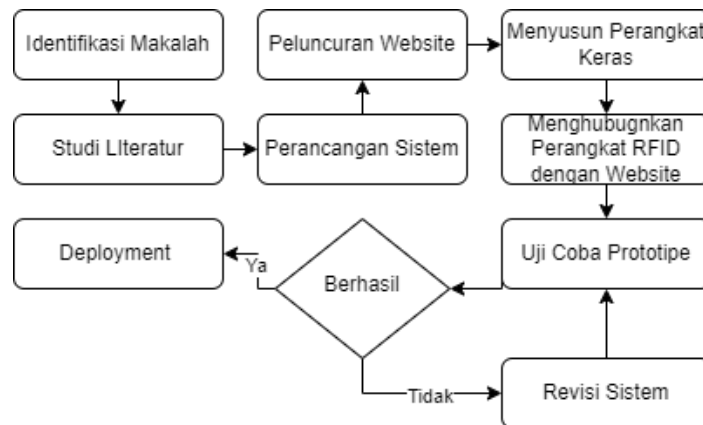 Identifikasi Makalah
Studi LIteratur
Perancangan Sistem
Peluncuran Website
Menyusun Perangkat
Keras
Menghubugnkan
Perangkat RFID
dengan Website
Uji Coba Prototipe
Berhasil
Ya
Deployment
Tidak
Revisi Sistem